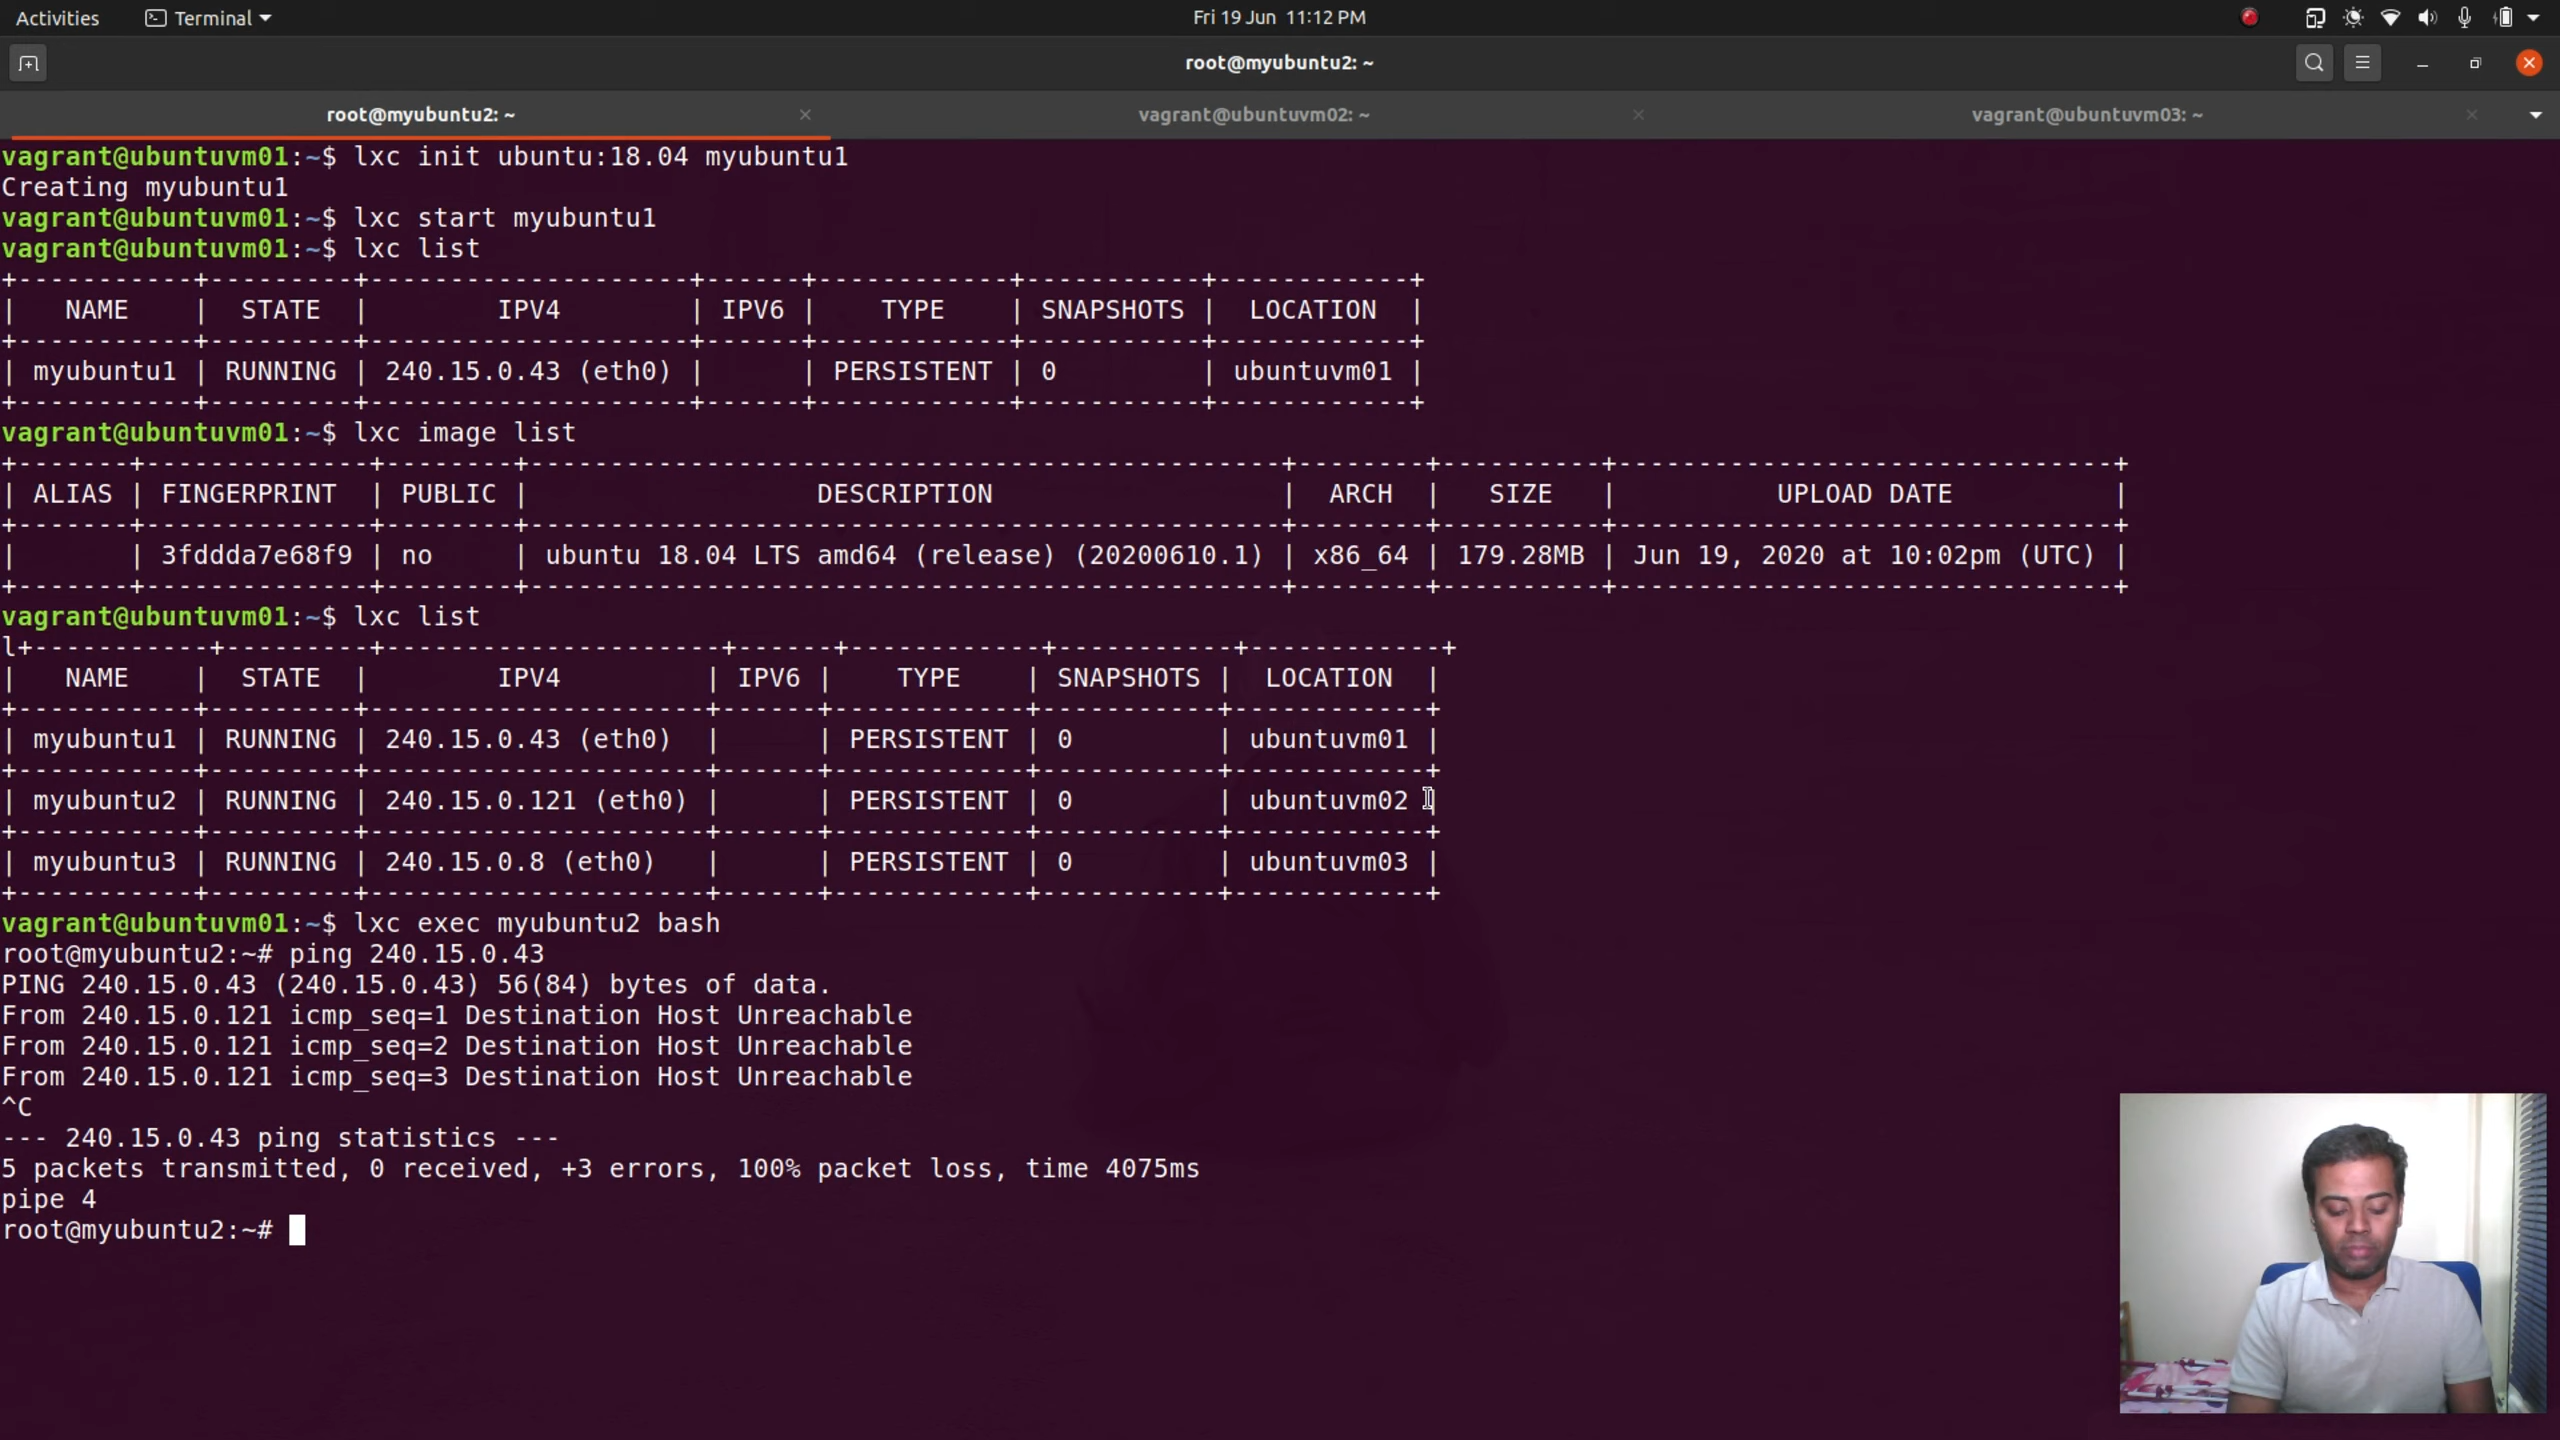 Activities
Terminal
Fri 19 Jun 11:12 PM
root@myubuntu2: ~
root@myubuntu2: ~
vagrant@ubuntuvm02: ~
vagrant@ubuntuvm03: ~
vagrant@ubuntuvm01:~$ lxc init ubuntu:18.04 myubuntu1
Creating myubuntu1
vagrant@ubuntuvm01:~$ lxc start myubuntu1
vagrant@ubuntuvm01:~$ lxc list
+-----------+---------+---------------------+------+------------+-----------+------------+
|   NAME    |  STATE  |        IPV4         | IPV6 |    TYPE    | SNAPSHOTS |  LOCATION  |
+-----------+---------+---------------------+------+------------+-----------+------------+
| myubuntu1 | RUNNING | 240.15.0.43 (eth0) |      | PERSISTENT | 0         | ubuntuvm01 |
+-----------+---------+---------------------+------+------------+-----------+------------+
vagrant@ubuntuvm01:~$ lxc image list
+-------+--------------+--------+-----------------------------------------------+--------+----------+-------------------------------+
| ALIAS | FINGERPRINT  | PUBLIC |                  DESCRIPTION                  |  ARCH  |   SIZE   |          UPLOAD DATE          |
+-------+--------------+--------+-----------------------------------------------+--------+----------+-------------------------------+
|       | 3fddda7e68f9 | no     | ubuntu 18.04 LTS amd64 (release) (20200610.1) | x86_64 | 179.28MB | Jun 19, 2020 at 10:02pm (UTC) |
+-------+--------------+--------+-----------------------------------------------+--------+----------+-------------------------------+
vagrant@ubuntuvm01:~$ lxc list
l+-----------+---------+---------------------+------+------------+-----------+------------+
|   NAME    |  STATE  |        IPV4         | IPV6 |    TYPE    | SNAPSHOTS |  LOCATION  |
+-----------+---------+---------------------+------+------------+-----------+------------+
| myubuntu1 | RUNNING | 240.15.0.43 (eth0)  |      | PERSISTENT | 0         | ubuntuvm01 |
+-----------+---------+---------------------+------+------------+-----------+------------+
| myubuntu2 | RUNNING | 240.15.0.121 (eth0) |      | PERSISTENT | 0         | ubuntuvm02 |
+-----------+---------+---------------------+------+------------+-----------+------------+
| myubuntu3 | RUNNING | 240.15.0.8 (eth0)   |      | PERSISTENT | 0         | ubuntuvm03 |
+-----------+---------+---------------------+------+------------+-----------+------------+
vagrant@ubuntuvm01:~$ lxc exec myubuntu2 bash
root@myubuntu2:~# ping 240.15.0.43
PING 240.15.0.43 (240.15.0.43) 56(84) bytes of data.
From 240.15.0.121 icmp_seq=1 Destination Host Unreachable
From 240.15.0.121 icmp_seq=2 Destination Host Unreachable
From 240.15.0.121 icmp_seq=3 Destination Host Unreachable
^C
--- 240.15.0.43 ping statistics ---
5 packets transmitted, 0 received, +3 errors, 100% packet loss, time 4075ms
pipe 4
root@myubuntu2:~#